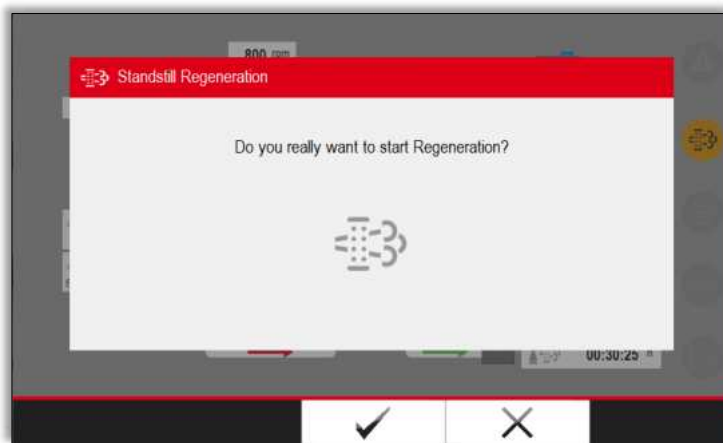 800 rpm
Standstill Regeneration
Do you really want to start Regeneration?
00:30:25 h